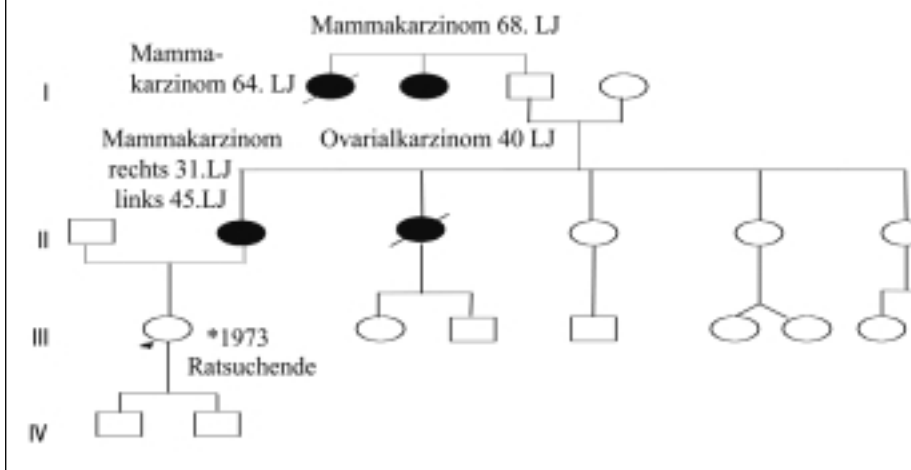 Mammakarzinom 68. LJ
Mamma-
karzinom 64. LJ
I
Mammakarzinom
rechts 31.LJ
links 45.LJ
Ovarialkarzinom 40 LJ
II
III
*1973
Ratsuchende
IV